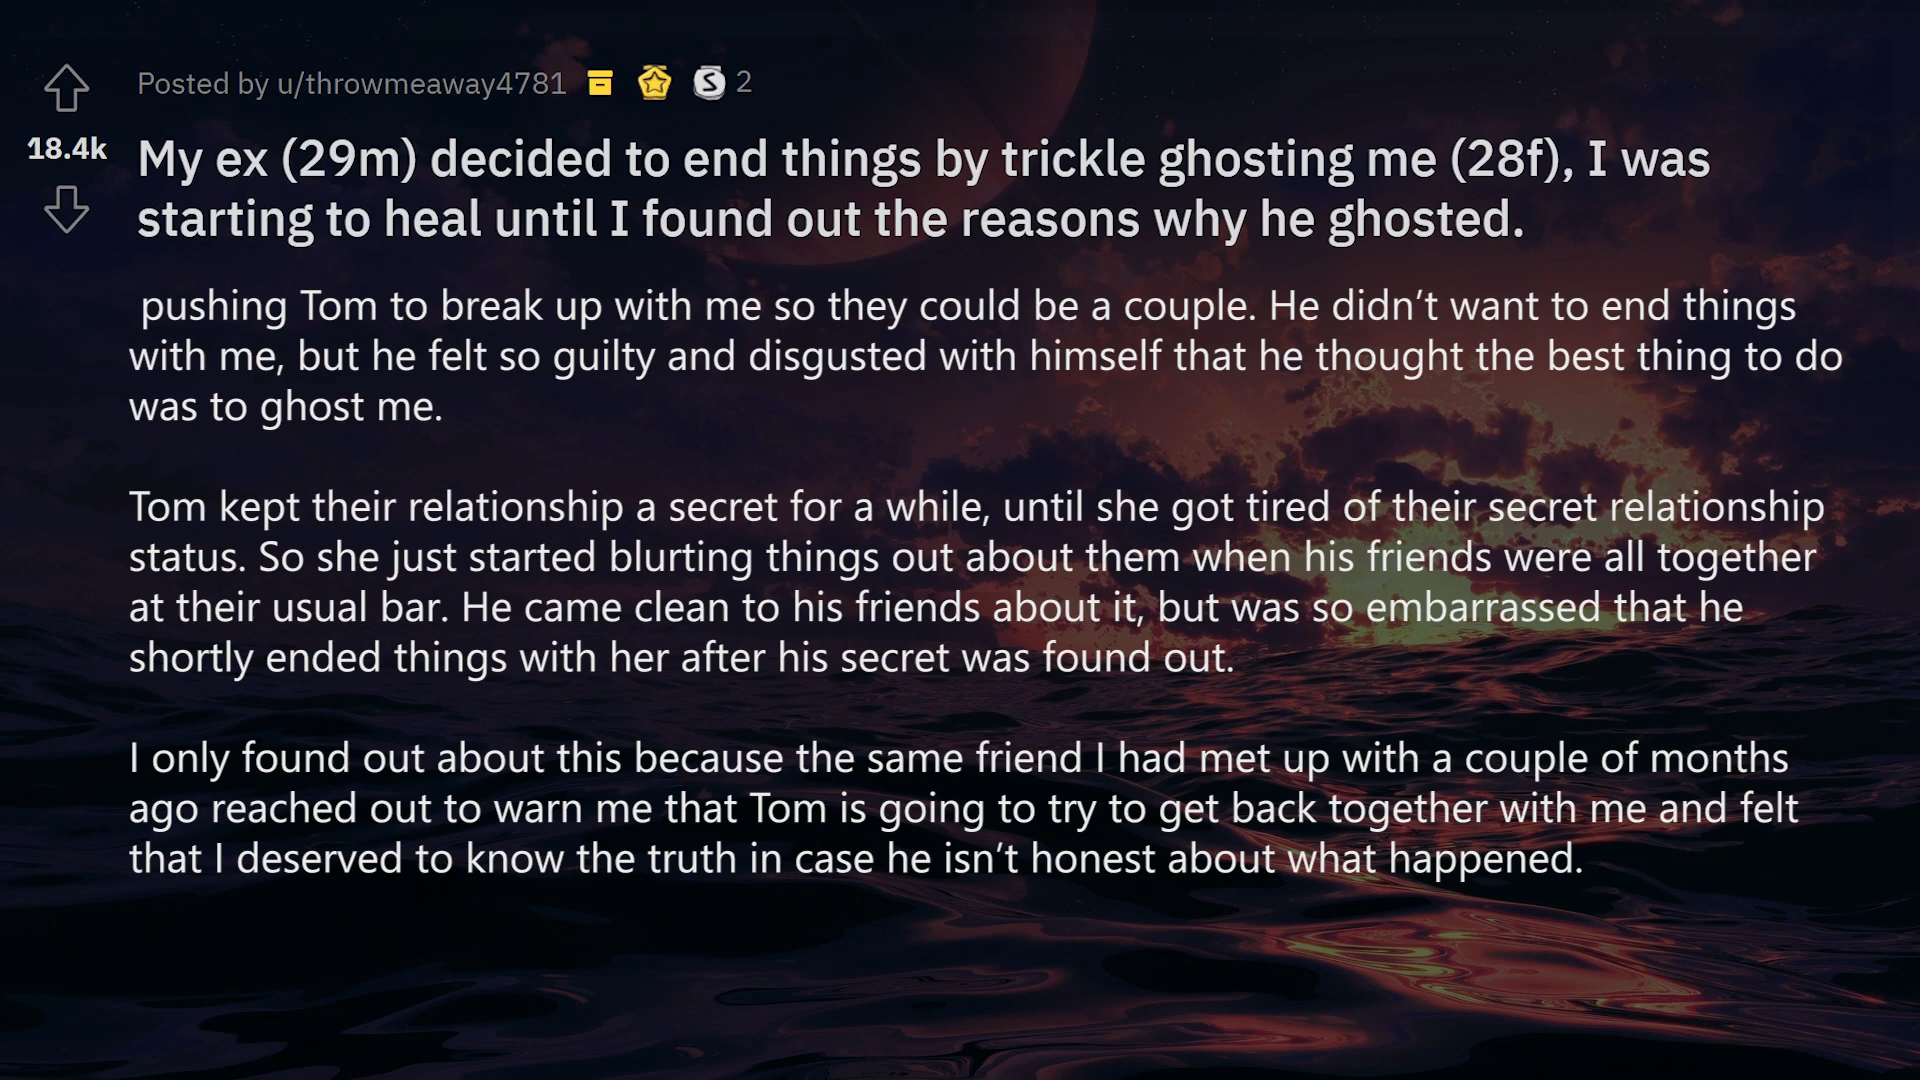 Posted by u/throwmeaway4781 2
18.4k
My ex (29m) decided to end things by trickle ghosting me (28f), I was
starting to heal until I found out the reasons why he ghosted.
pushing Tom to break up with me so they could be a couple. He didn’t want to end things
with me, but he felt so guilty and disgusted with himself that he thought the best thing to do
was to ghost me.
Tom kept their relationship a secret for a while, until she got tired of their secret relationship
status. So she just started blurting things out about them when his friends were all together
at their usual bar. He came clean to his friends about it, but was so embarrassed that he
shortly ended things with her after his secret was found out.
I only found out about this because the same friend I had met up with a couple of months
ago reached out to warn me that Tom is going to try to get back together with me and felt
that I deserved to know the truth in case he isn’t honest about what happened.